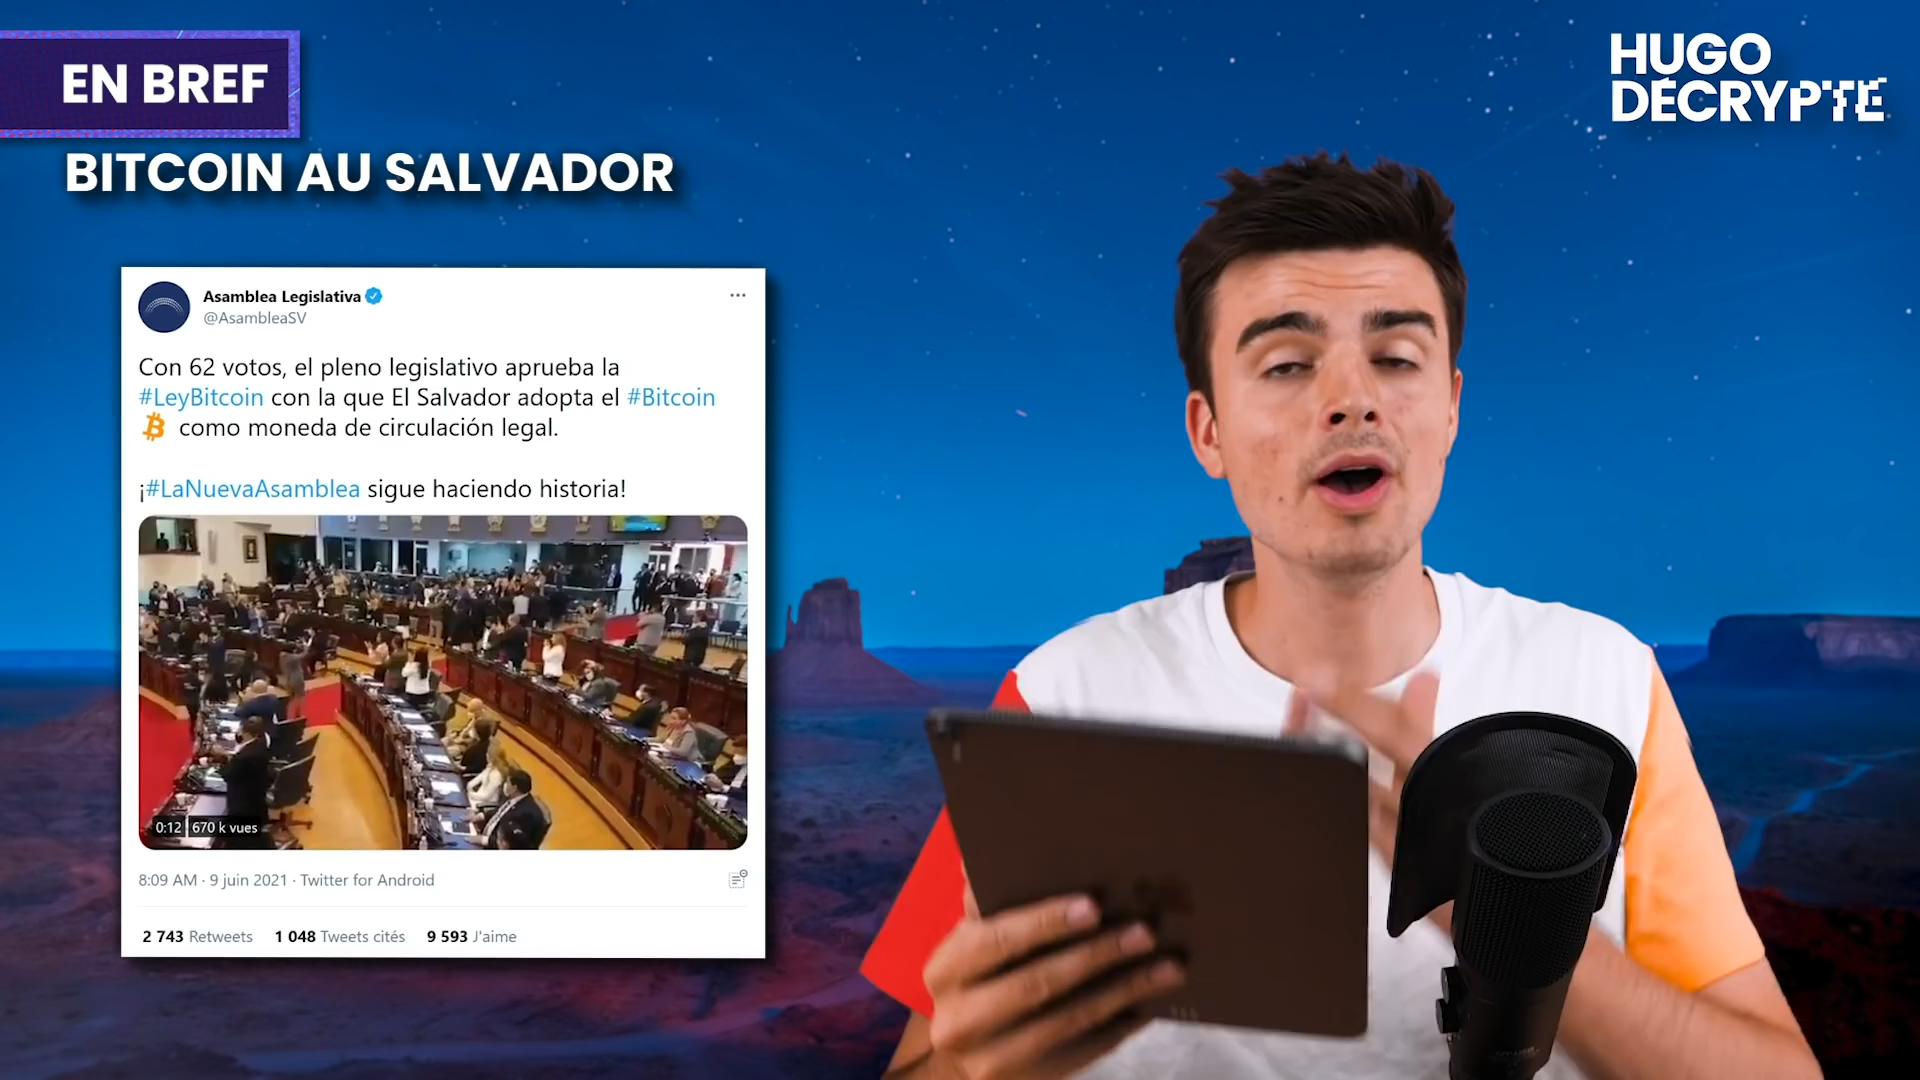 EN BREF
BITCOIN AU SALVADOR
HUGO
DÉCRYPTE
Asamblea Legislativa
@AsambleaSV
Con 62 votos, el pleno legislativo aprueba la
#LeyBitcoin con la que El Salvador adopta el #Bitcoin
como moneda de circulación legal.
¡#LaNuevaAsamblea sigue haciendo historia!
0:12 670 k vues
8:09 AM · 9 juin 2021 · Twitter for Android
2 743 Retweets 1 048 Tweets cités 9 593 J'aime